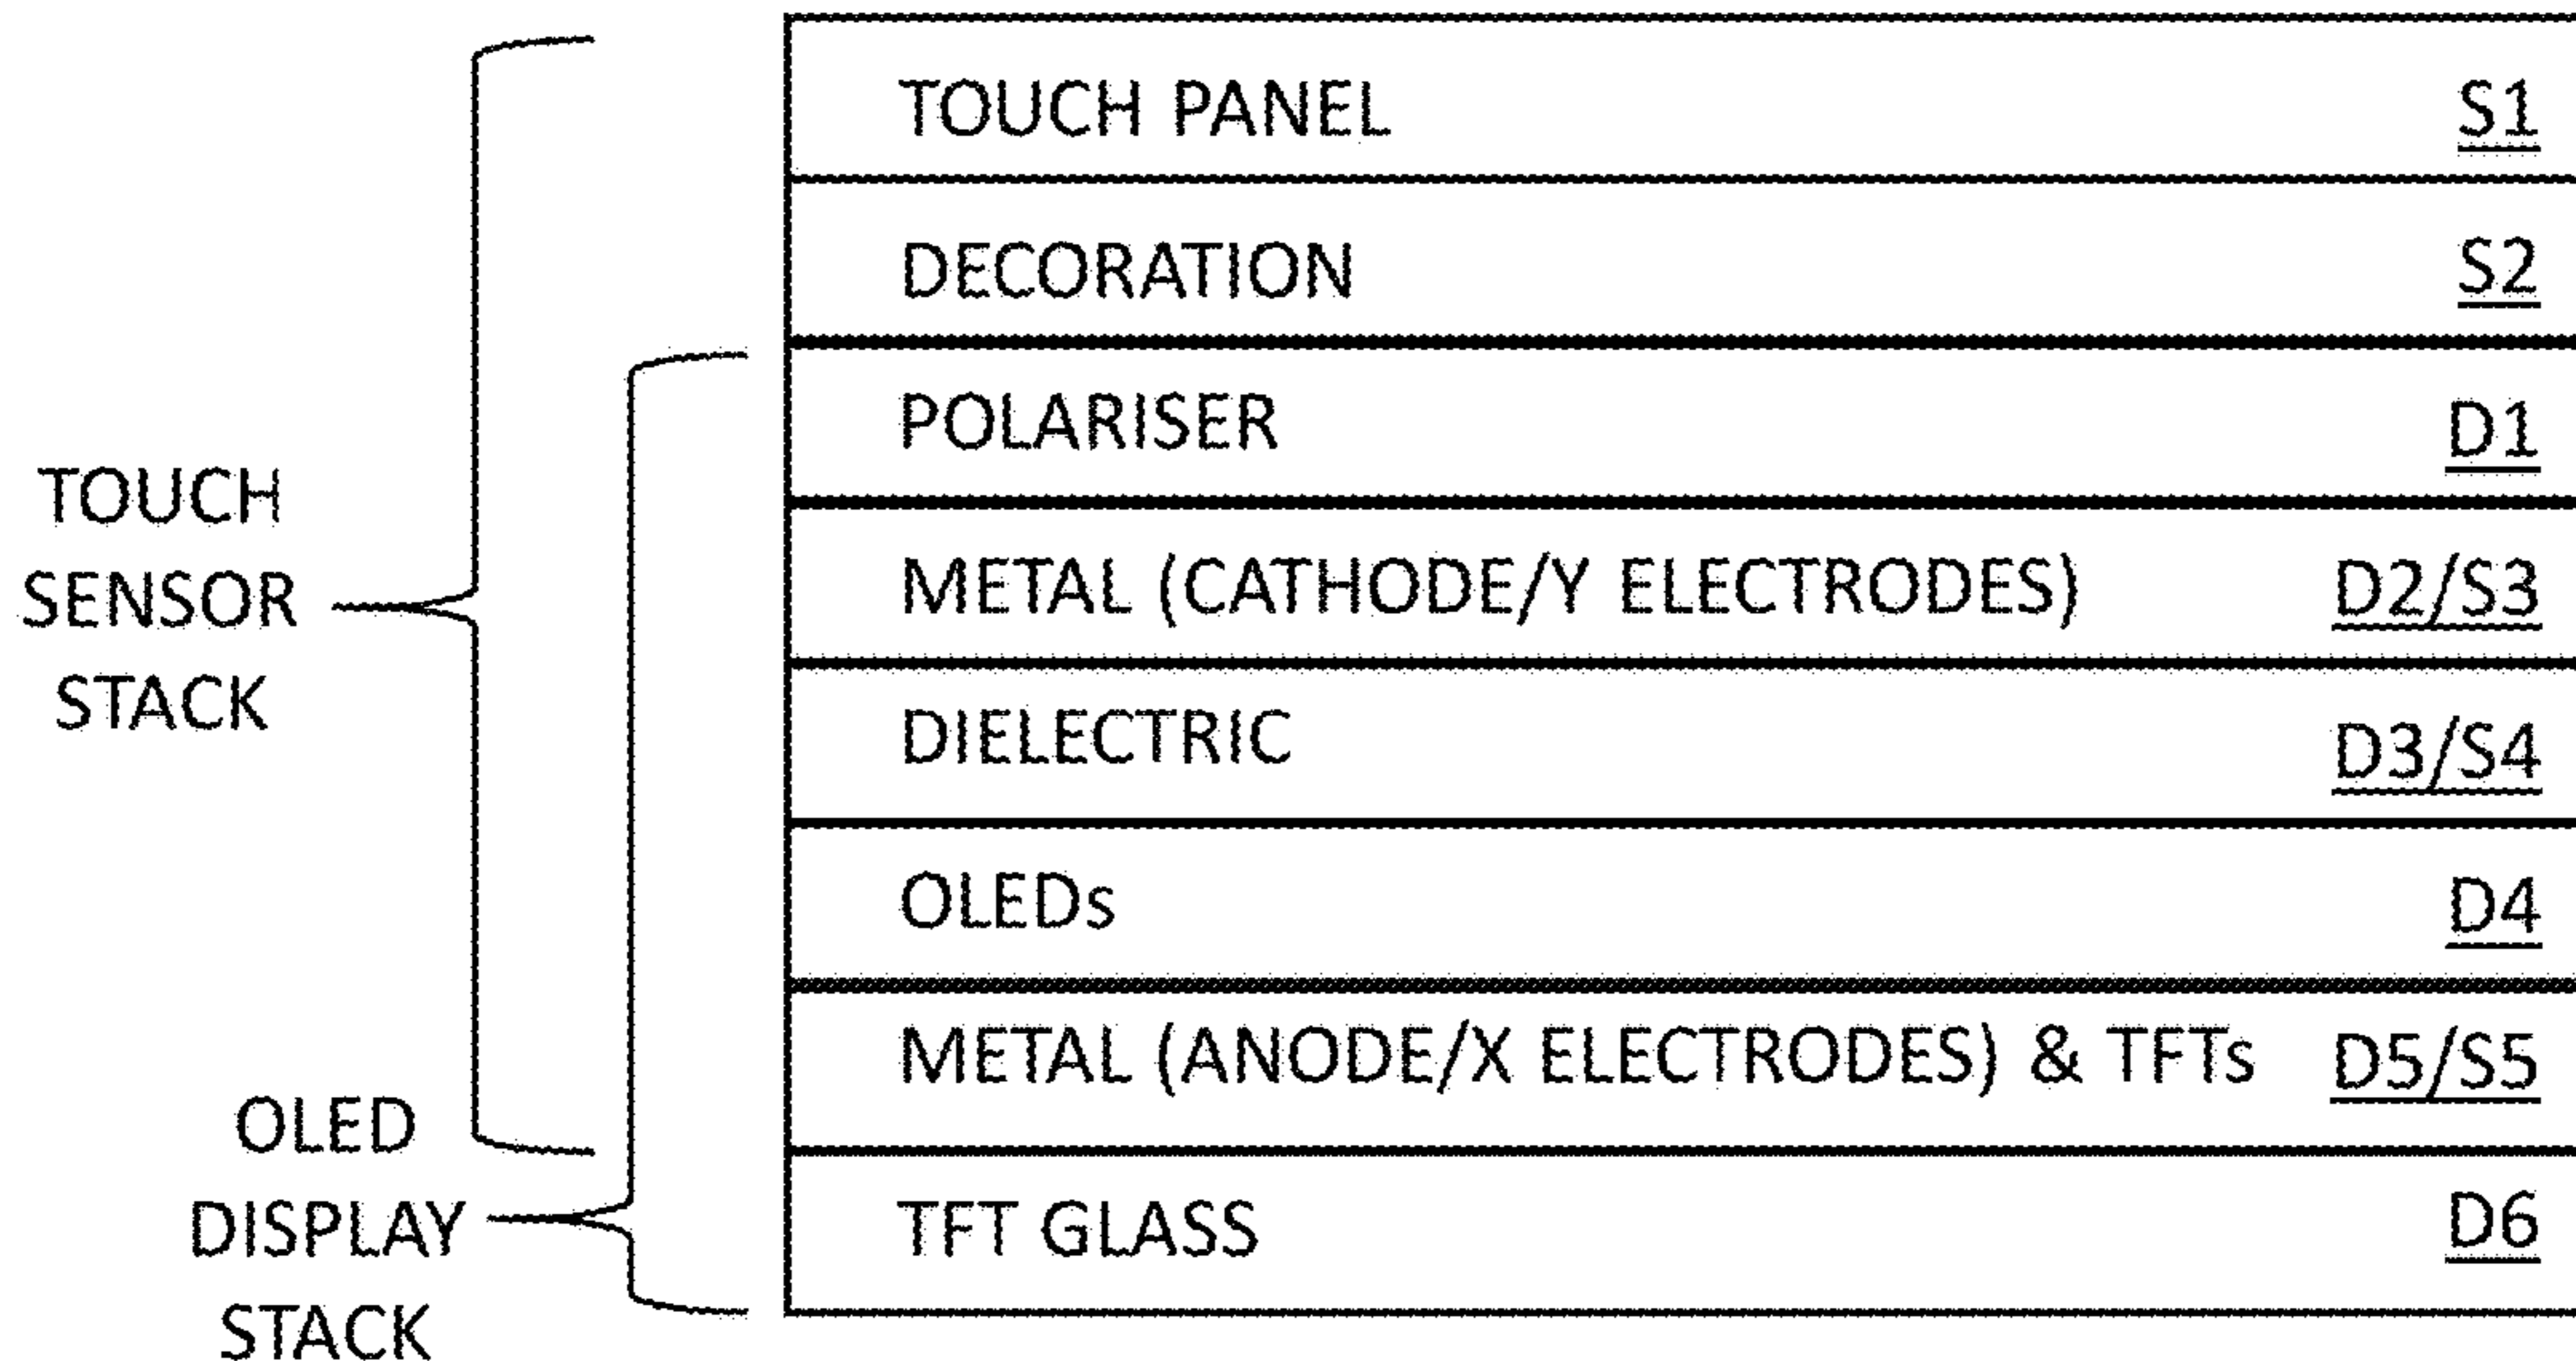 TOUCH PANEL S1
DECORATION S2
POLARISER D1
METAL (CATHODE/Y ELECTRODES) D2/S3
DIELECTRIC D3/S4
OLEDs D4
METAL (ANODE/X ELECTRODES) & TFTs D5/S5
TFT GLASS D6
TOUCH
SENSOR
STACK
OLED
DISPLAY
STACK